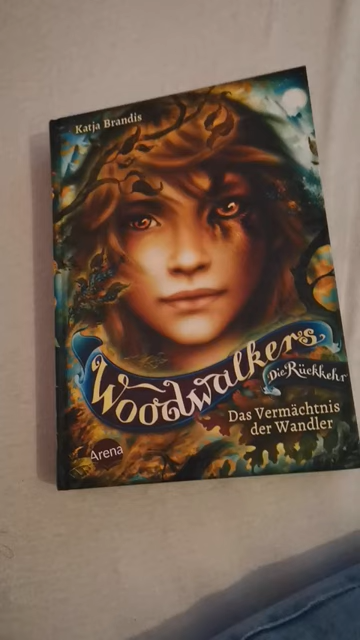 Katja Brandis
Woodwalkers
Die Rückkehr
Das Vermächtnis
der Wandler
Arena